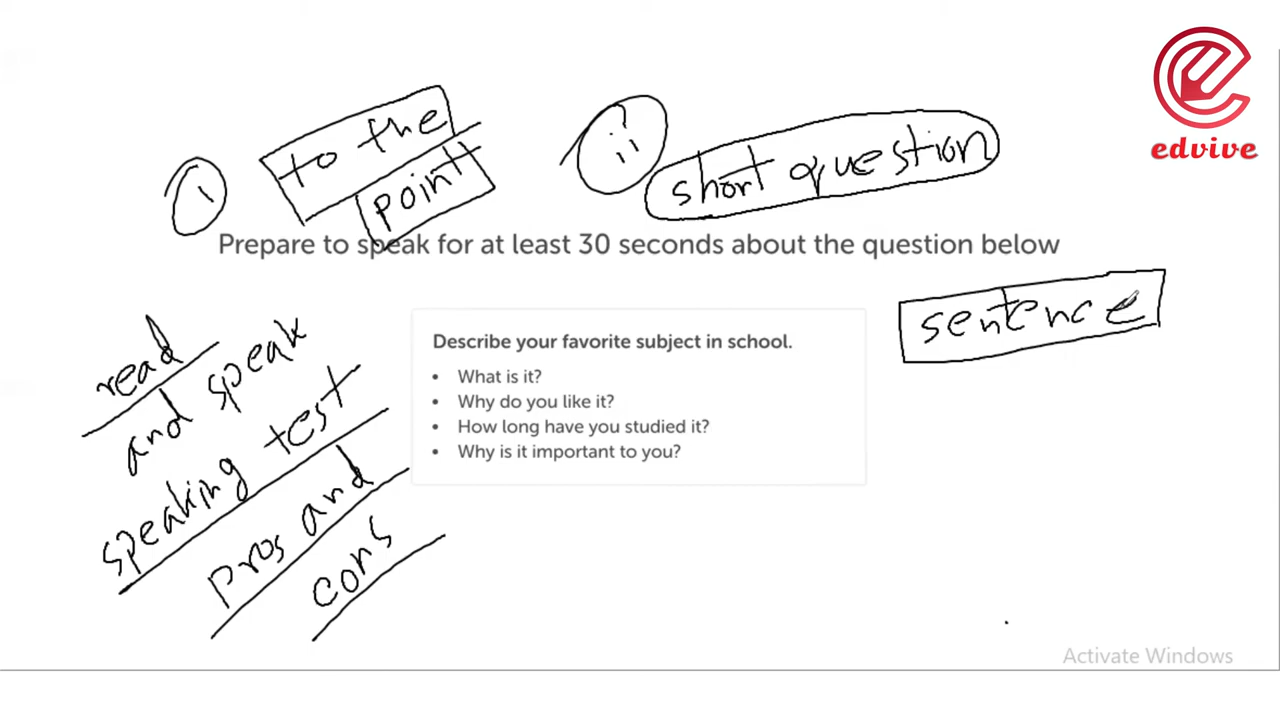 edvive
i to the
point
ii short question
Prepare to speak for at least 30 seconds about the question below
sentence
Describe your favorite subject in school.
• What is it?
• Why do you like it?
• How long have you studied it?
• Why is it important to you?
read
and speak
speaking test
Pros and
cons
Activate Windows